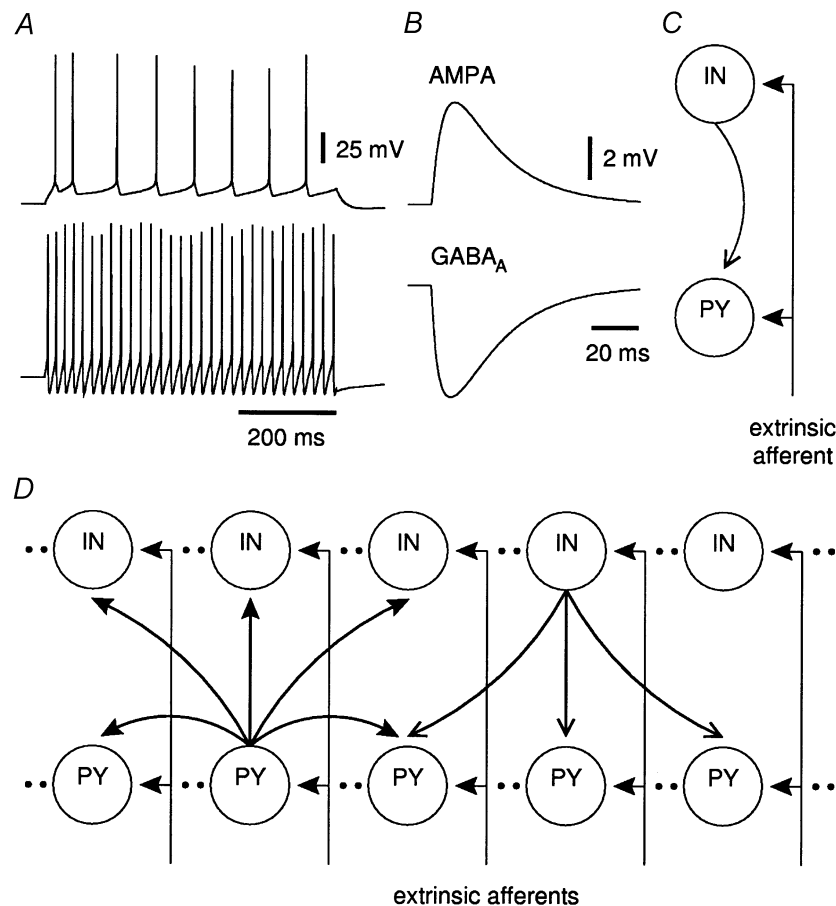 A
B
C
AMPA
IN
25 mV
2 mV
GABA_A
PY
20 ms
200 ms
extrinsic
afferent
D
IN IN IN IN IN
PY PY PY PY PY
extrinsic afferents